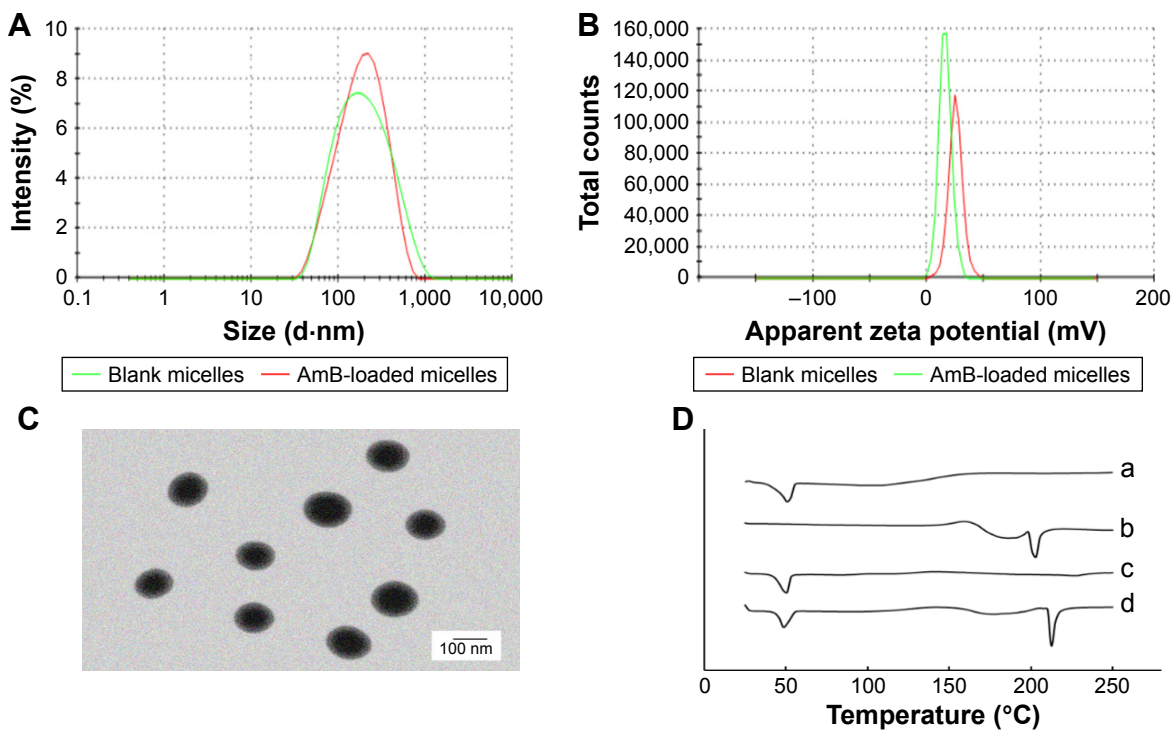 A
Intensity (%)
10
8
6
4
2
0
0.1 1 10 100 1,000 10,000
Size (d·nm)
Blank micelles AmB-loaded micelles
B
Total counts
160,000
140,000
120,000
100,000
80,000
60,000
40,000
20,000
0
–100 0 100 200
Apparent zeta potential (mV)
Blank micelles AmB-loaded micelles
C
100 nm
D
a
b
c
d
0 50 100 150 200 250
Temperature (°C)